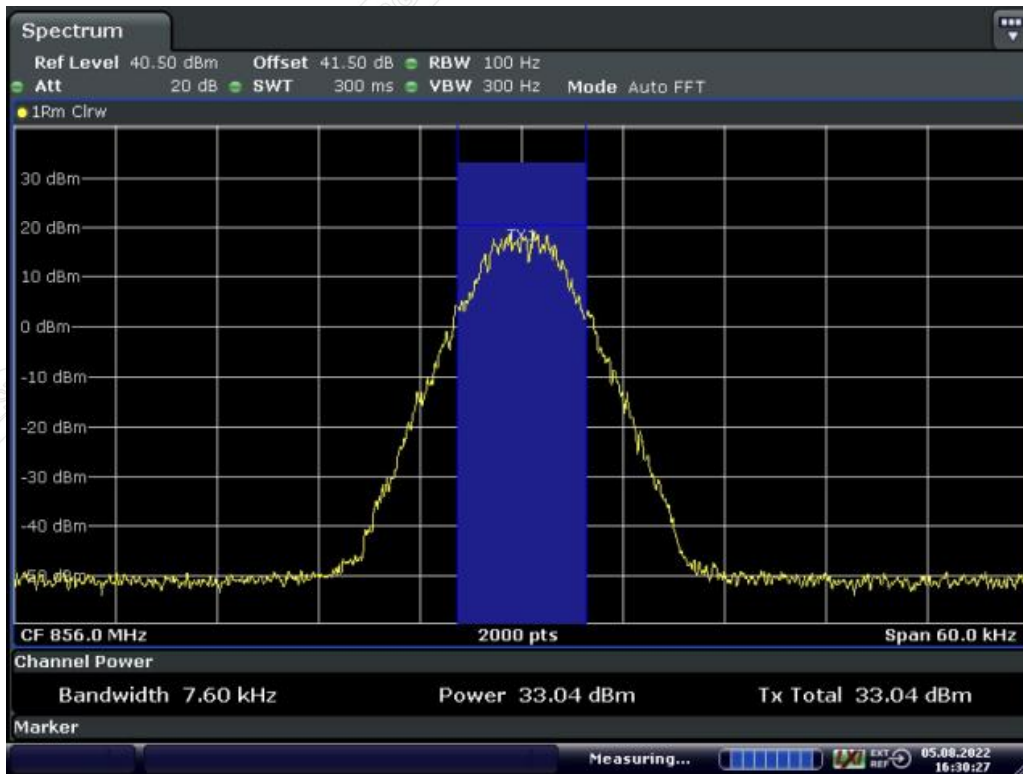 Spectrum
Ref Level 40.50 dBm Offset 41.50 dB RBW 100 Hz
Att 20 dB SWT 300 ms VBW 300 Hz Mode Auto FFT
1Rm Clrw
30 dBm
20 dBm
10 dBm
0 dBm
-10 dBm
-20 dBm
-30 dBm
-40 dBm
-50 dBm
CF 856.0 MHz 2000 pts Span 60.0 kHz
Channel Power
Bandwidth 7.60 kHz Power 33.04 dBm Tx Total 33.04 dBm
Marker
Measuring... LXI EXT REF 05.08.2022
16:30:27